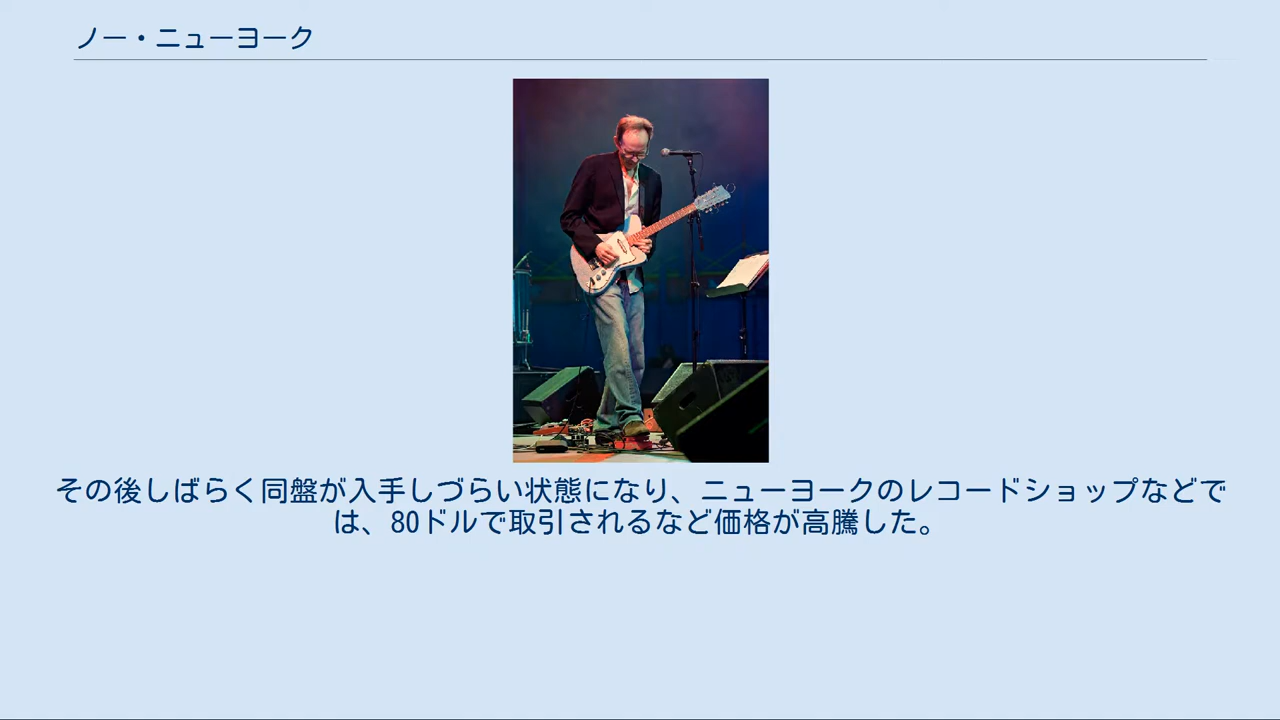 ノー・ニューヨーク
その後しばらく同盤が入手しづらい状態になり、ニューヨークのレコードショップなどで
は、80ドルで取引されるなど価格が高騰した。